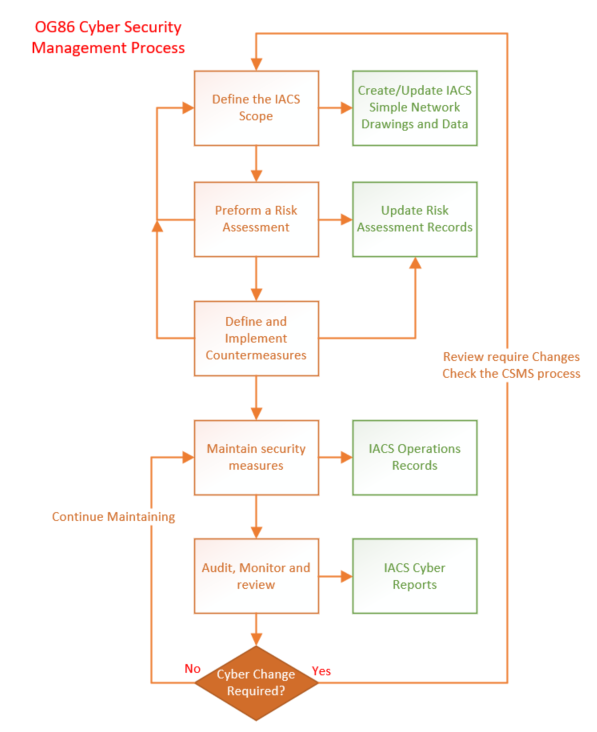 OG86 Cyber Security
Management Process
Define the IACS
Scope
Create/Update IACS
Simple Network
Drawings and Data
Preform a Risk
Assessment
Update Risk
Assessment Records
Define and
Implement
Countermeasures
Review require Changes
Check the CSMS process
Maintain security
measures
IACS Operations
Records
Continue Maintaining
Audit, Monitor and
review
IACS Cyber
Reports
No
Cyber Change
Required?
Yes